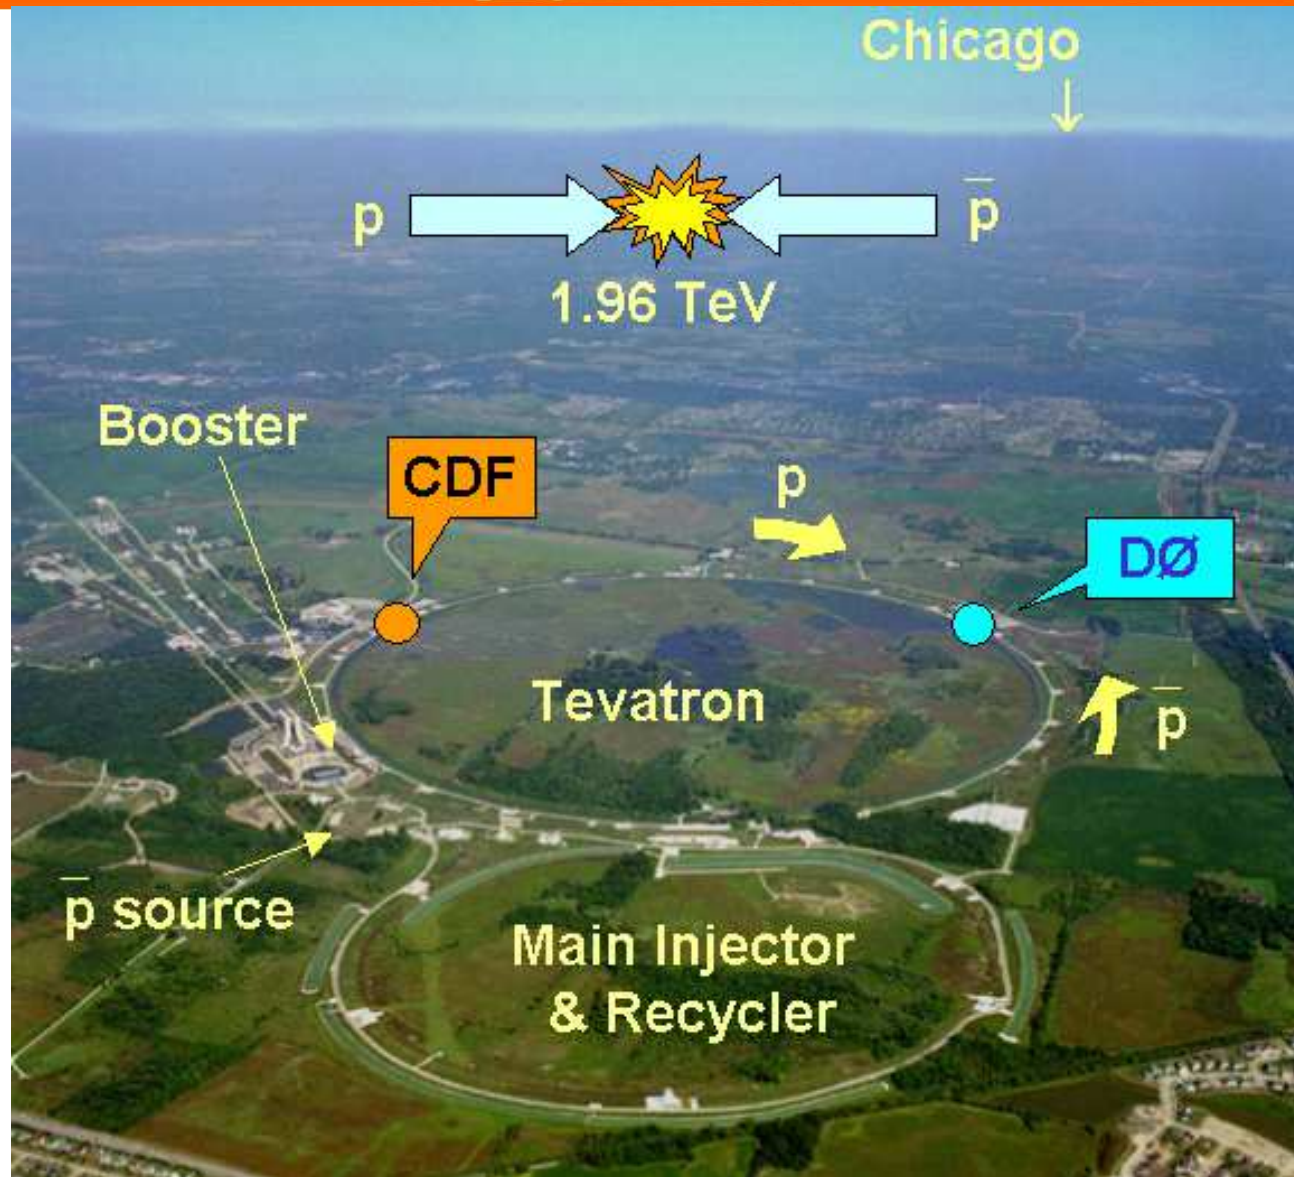 Chicago
p
p̅
1.96 TeV
Booster
CDF
p
DØ
Tevatron
p̅
p̅ source
Main Injector
& Recycler